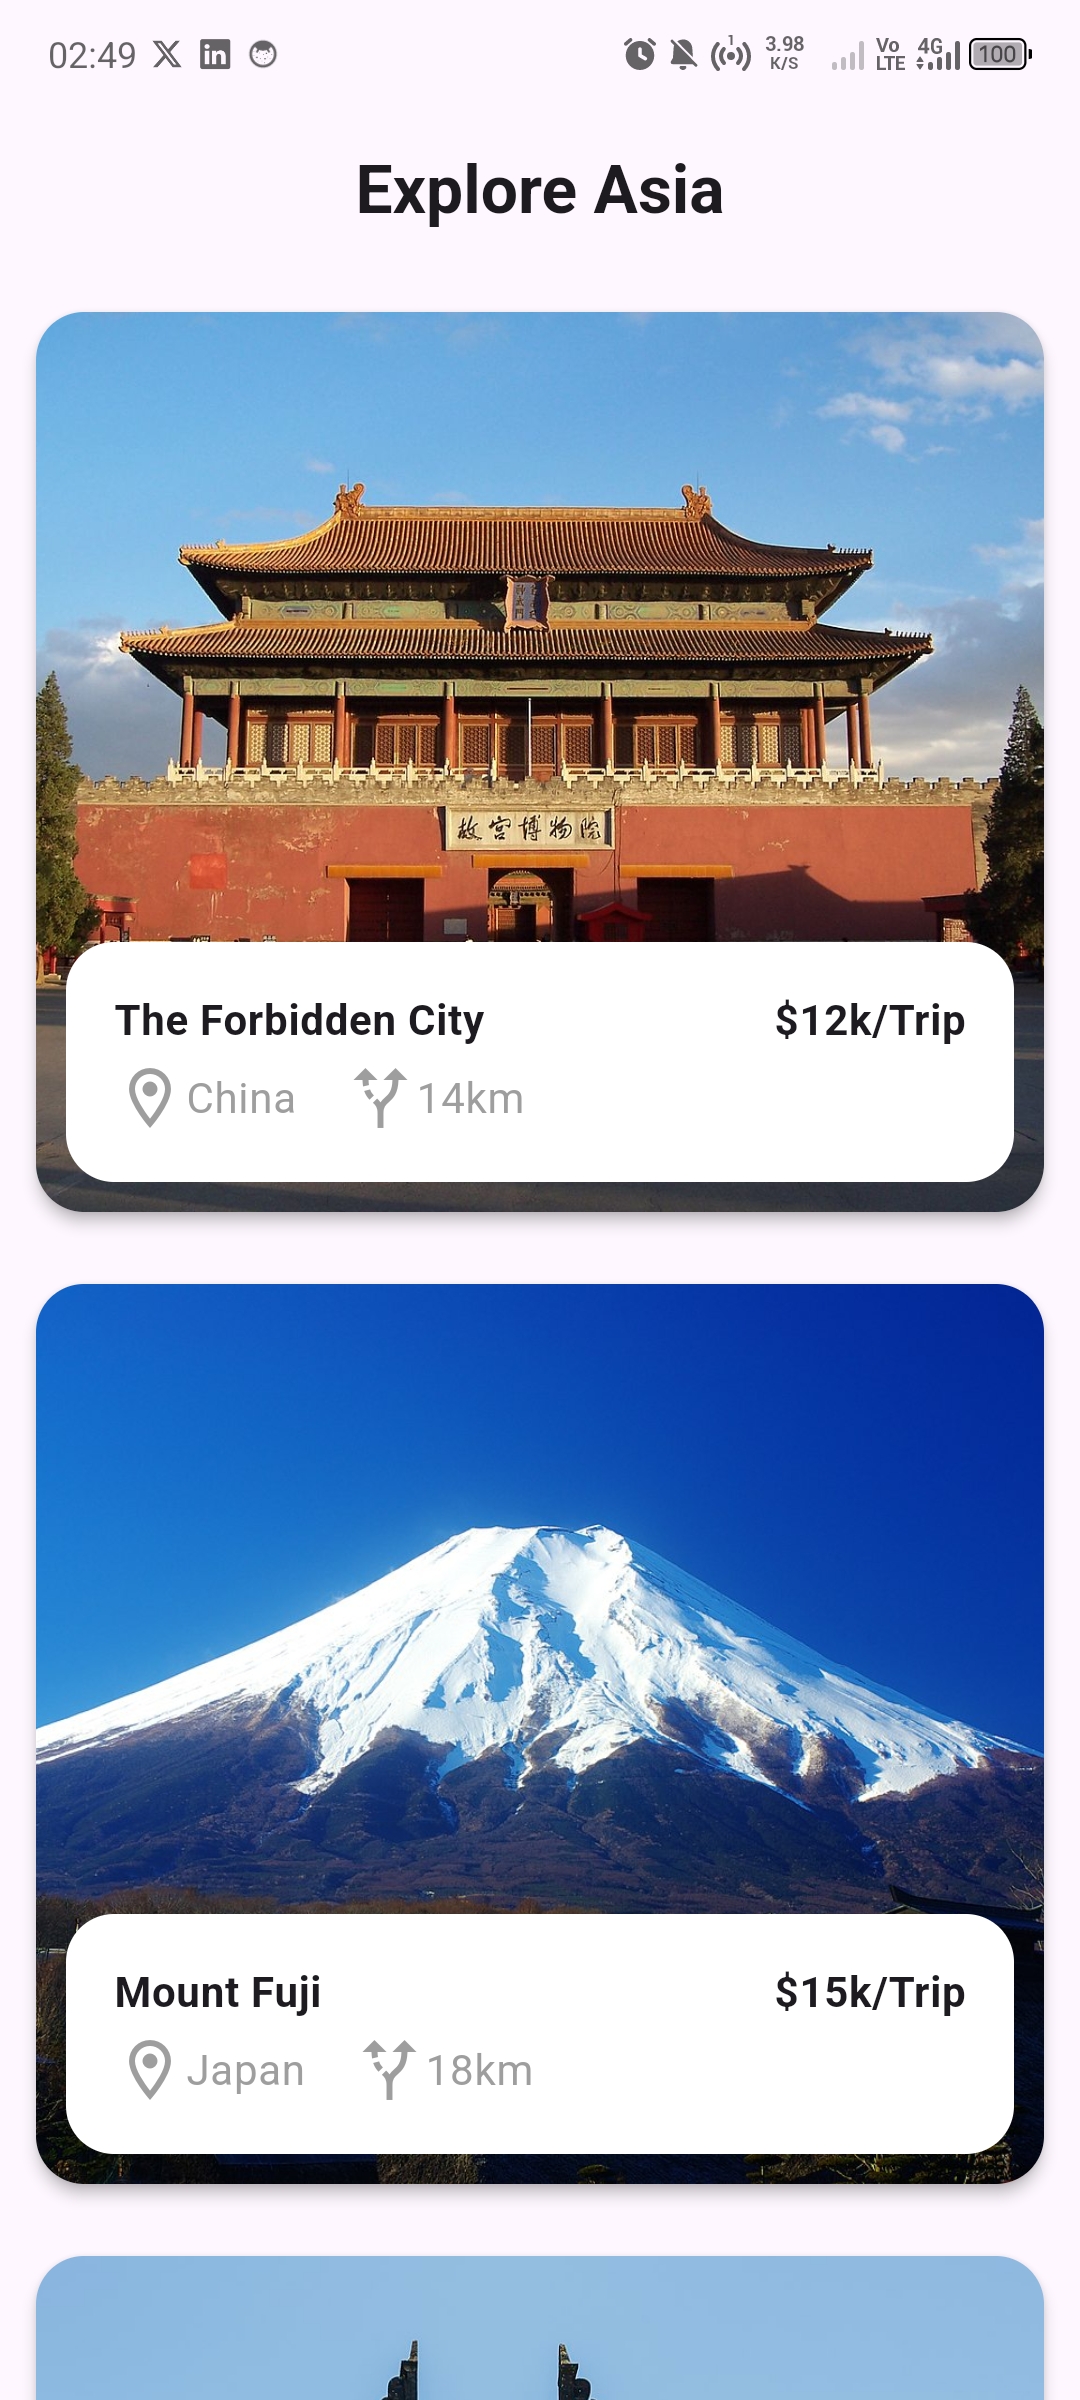 02:49
1
3.98
K/S
Vo
LTE
4G
100
Explore Asia
故宫博物院
The Forbidden City
$12k/Trip
China
14km
Mount Fuji
$15k/Trip
Japan
18km